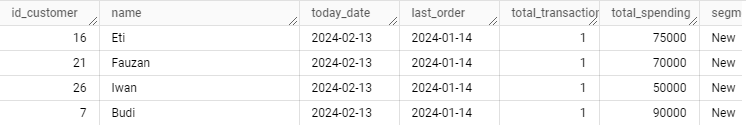 id_customer name today_date last_order total_transaction total_spending segm
16 Eti 2024-02-13 2024-01-14 1 75000 New
21 Fauzan 2024-02-13 2024-01-14 1 70000 New
26 Iwan 2024-02-13 2024-01-14 1 50000 New
7 Budi 2024-02-13 2024-01-14 1 90000 New